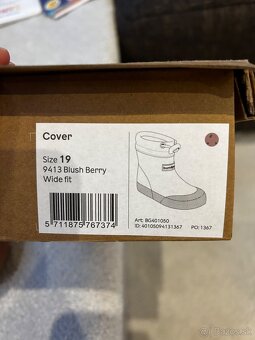 Cover
Size 19
9413 Blush Berry
Wide fit
5 711875 767374
Art: BG401050
ID: 40105094131367
PO: 1367